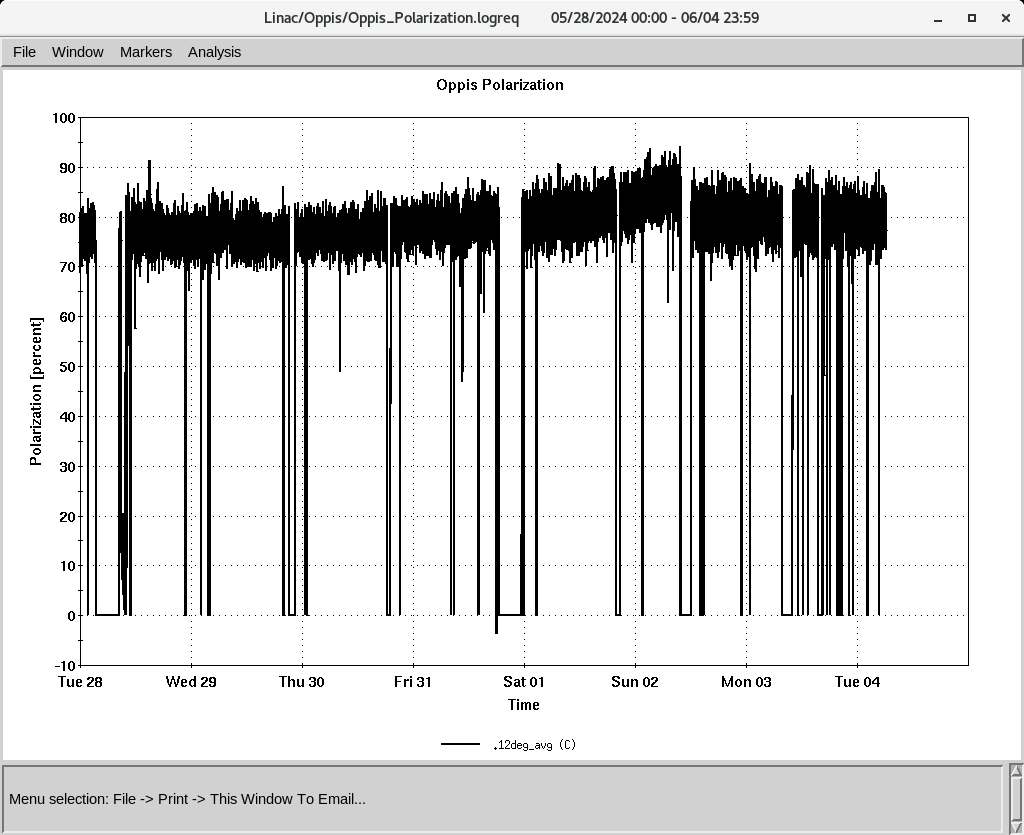 Linac/Oppis/Oppis_Polarization.logreq 05/28/2024 00:00 - 06/04 23:59
File Window Markers Analysis
Oppis Polarization
100
90
80
70
60
50
40
30
20
10
0
-10
Polarization [percent]
Tue 28 Wed 29 Thu 30 Fri 31 Sat 01 Sun 02 Mon 03 Tue 04
Time
.12deg_avg (C)
Menu selection: File -> Print -> This Window To Email...